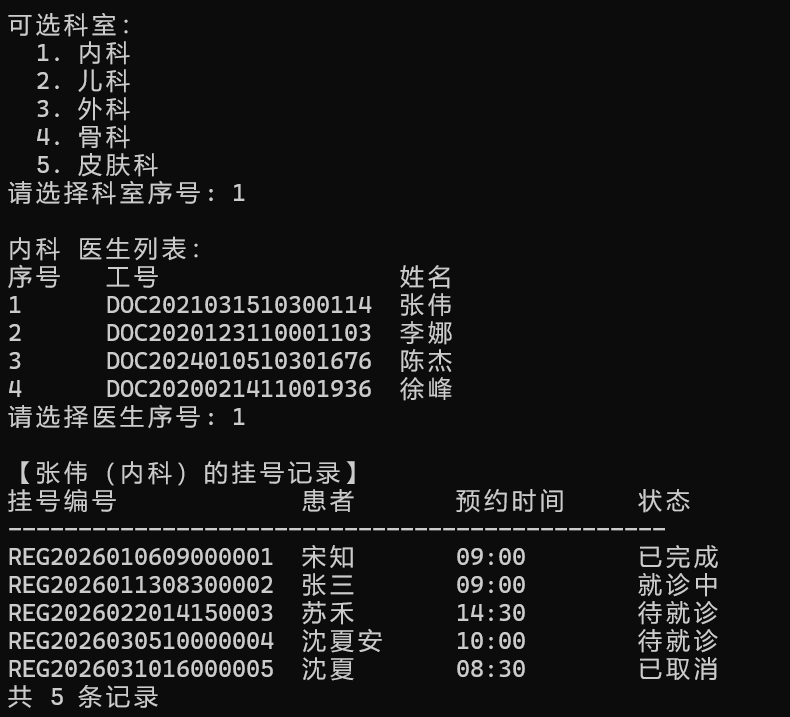 可选科室:
1. 内科
2. 儿科
3. 外科
4. 骨科
5. 皮肤科
请选择科室序号: 1
内科 医生列表:
序号 工号 姓名
1 DOC2021031510300114 张伟
2 DOC2020123110001103 李娜
3 DOC2024010510301676 陈杰
4 DOC2020021411001936 徐峰
请选择医生序号: 1
【张伟（内科）的挂号记录】
挂号编号 患者 预约时间 状态
-----------------------------------------------
REG2026010609000001 宋知 09:00 已完成
REG2026011308300002 张三 09:00 就诊中
REG2026022014150003 苏禾 14:30 待就诊
REG2026030510000004 沈夏安 10:00 待就诊
REG2026031016000005 沈夏 08:30 已取消
共 5 条记录